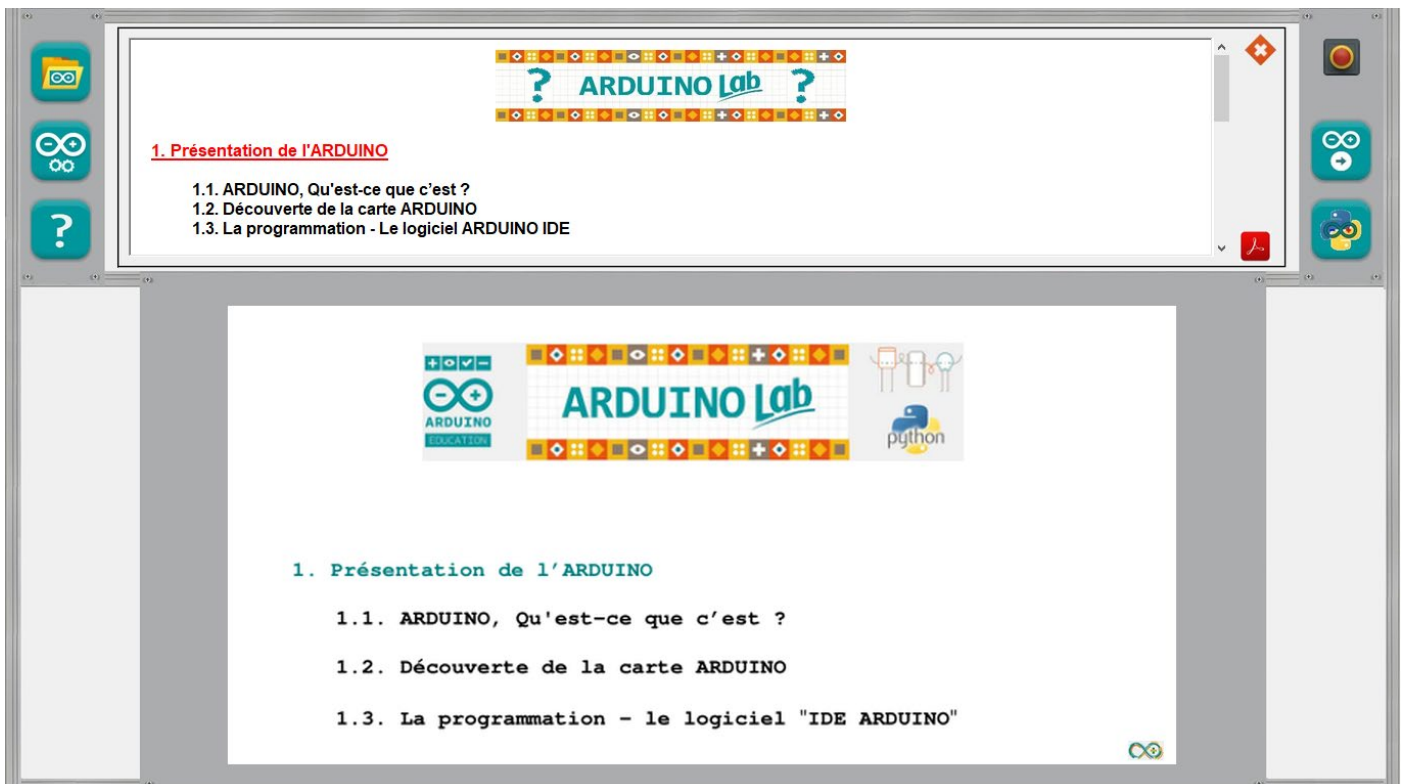 ? ARDUINO Lab ?
1. Présentation de l'ARDUINO
1.1. ARDUINO, Qu'est-ce que c’est ?
1.2. Découverte de la carte ARDUINO
1.3. La programmation - Le logiciel ARDUINO IDE
?
ARDUINO
EDUCATION
ARDUINO Lab
python
1. Présentation de l’ARDUINO
1.1. ARDUINO, Qu'est-ce que c’est ?
1.2. Découverte de la carte ARDUINO
1.3. La programmation – le logiciel "IDE ARDUINO"